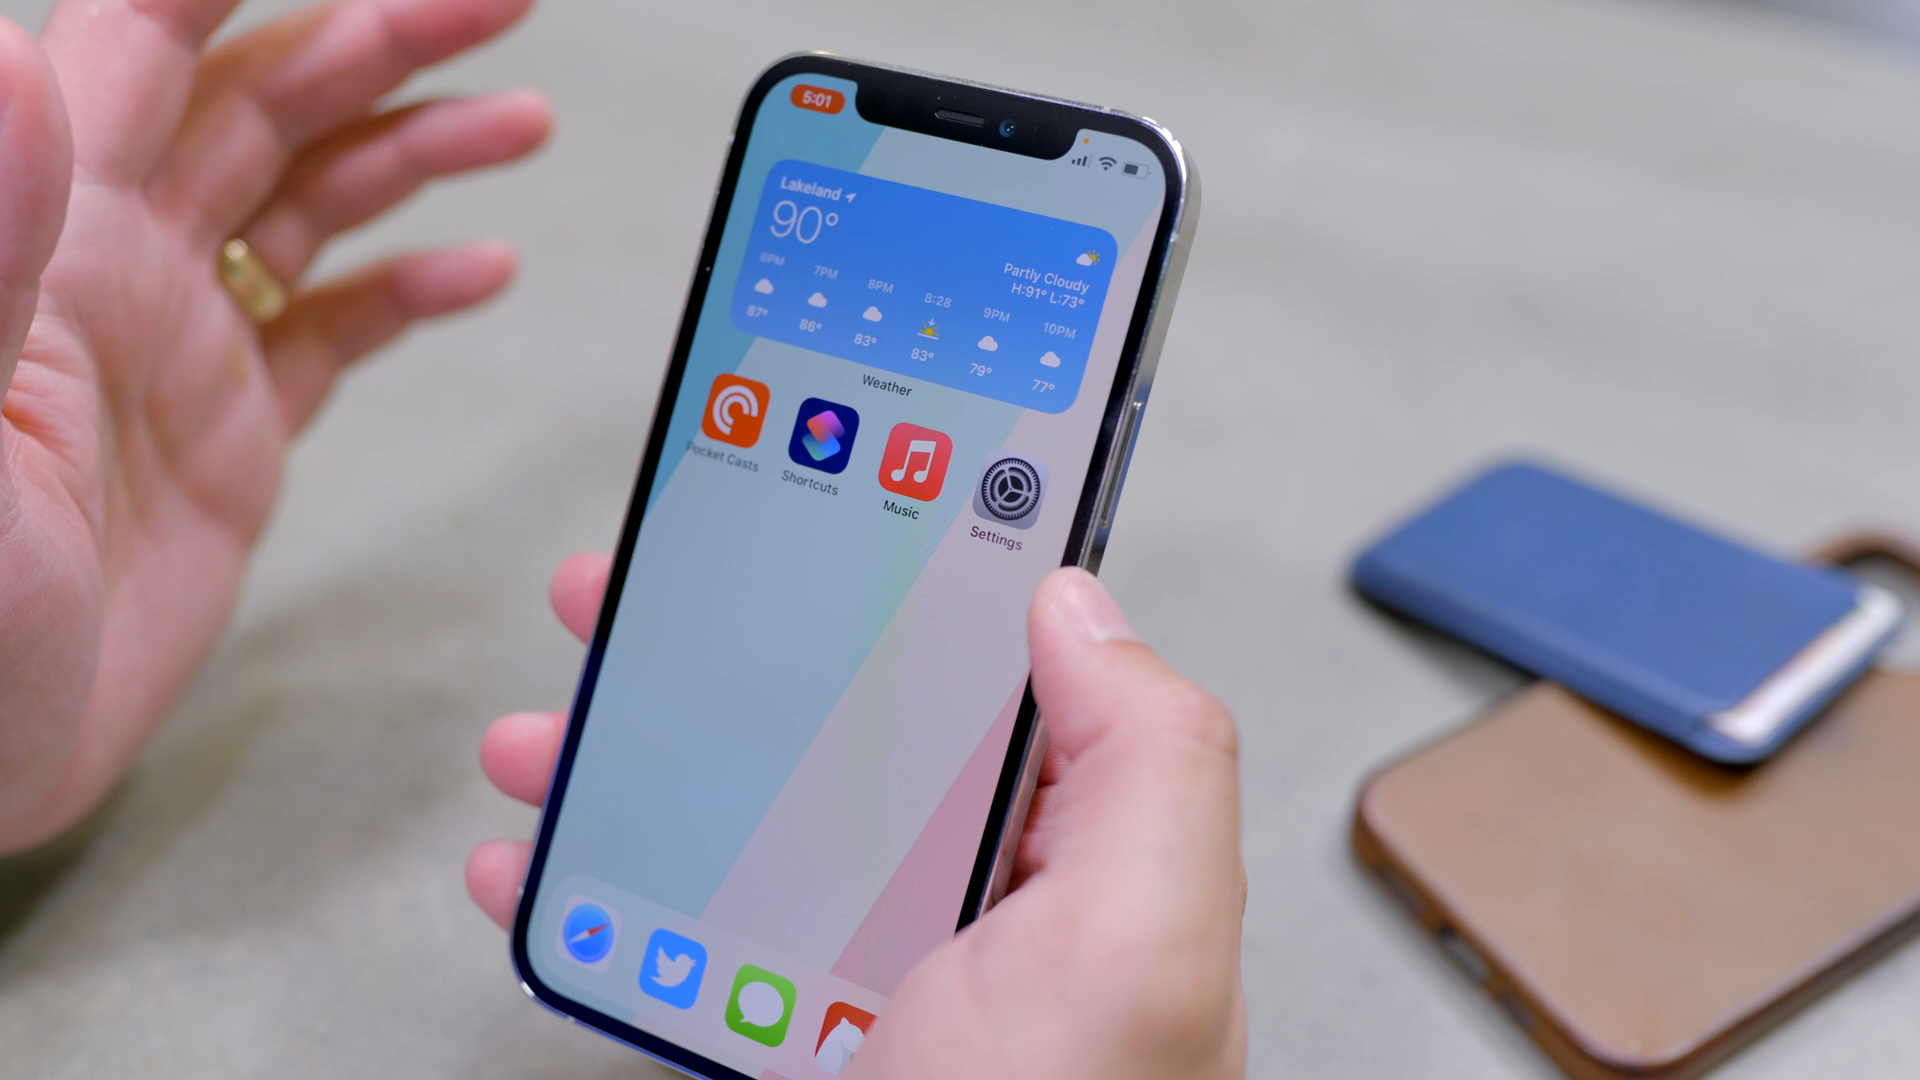 5:01
Lakeland
90°
Partly Cloudy
H:91° L:73°
6PM 7PM 8PM 8:28 9PM 10PM
87° 86° 83° 83° 79° 77°
Weather
Pocket Casts Shortcuts Music Settings